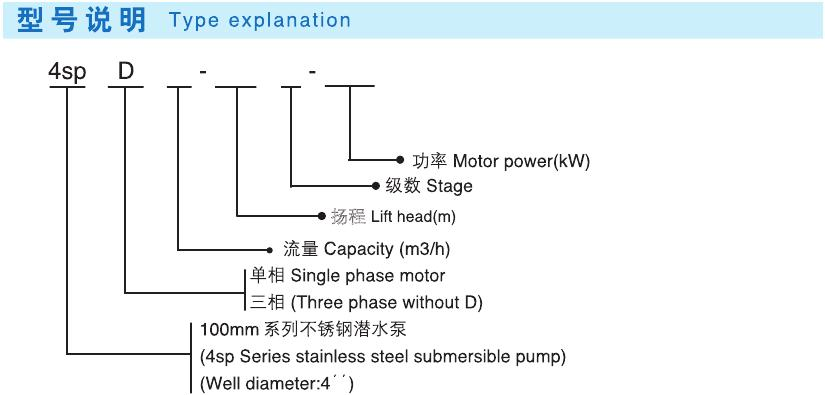 型号说明 Type explanation
4sp D - -
功率 Motor power(kW)
级数 Stage
扬程 Lift head(m)
流量 Capacity (m3/h)
单相 Single phase motor
三相 (Three phase without D)
100mm 系列不锈钢潜水泵
(4sp Series stainless steel submersible pump)
(Well diameter:4´´)